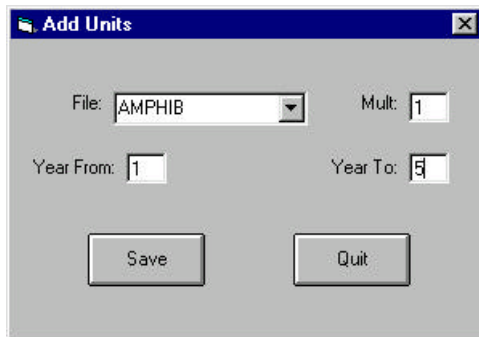 Add Units
File: AMPHIB Mult: 1
Year From: 1 Year To: 5
Save Quit